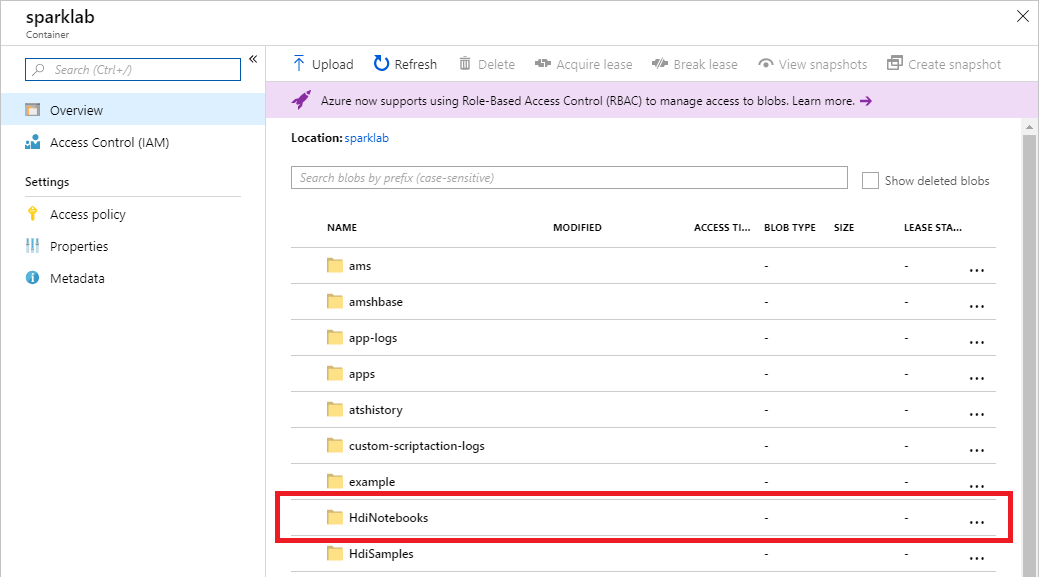 sparklab
Container
Search (Ctrl+/)
«
Overview
Access Control (IAM)
Settings
Access policy
Properties
Metadata
Upload Refresh Delete Acquire lease Break lease View snapshots Create snapshot
Azure now supports using Role-Based Access Control (RBAC) to manage access to blobs. Learn more. →
Location: sparklab
Search blobs by prefix (case-sensitive) Show deleted blobs
NAME MODIFIED ACCESS TI... BLOB TYPE SIZE LEASE STA...
ams - - ...
amshbase - - ...
app-logs - - ...
apps - - ...
atshistory - - ...
custom-scriptaction-logs - - ...
example - - ...
HdiNotebooks - - ...
HdiSamples - - ...